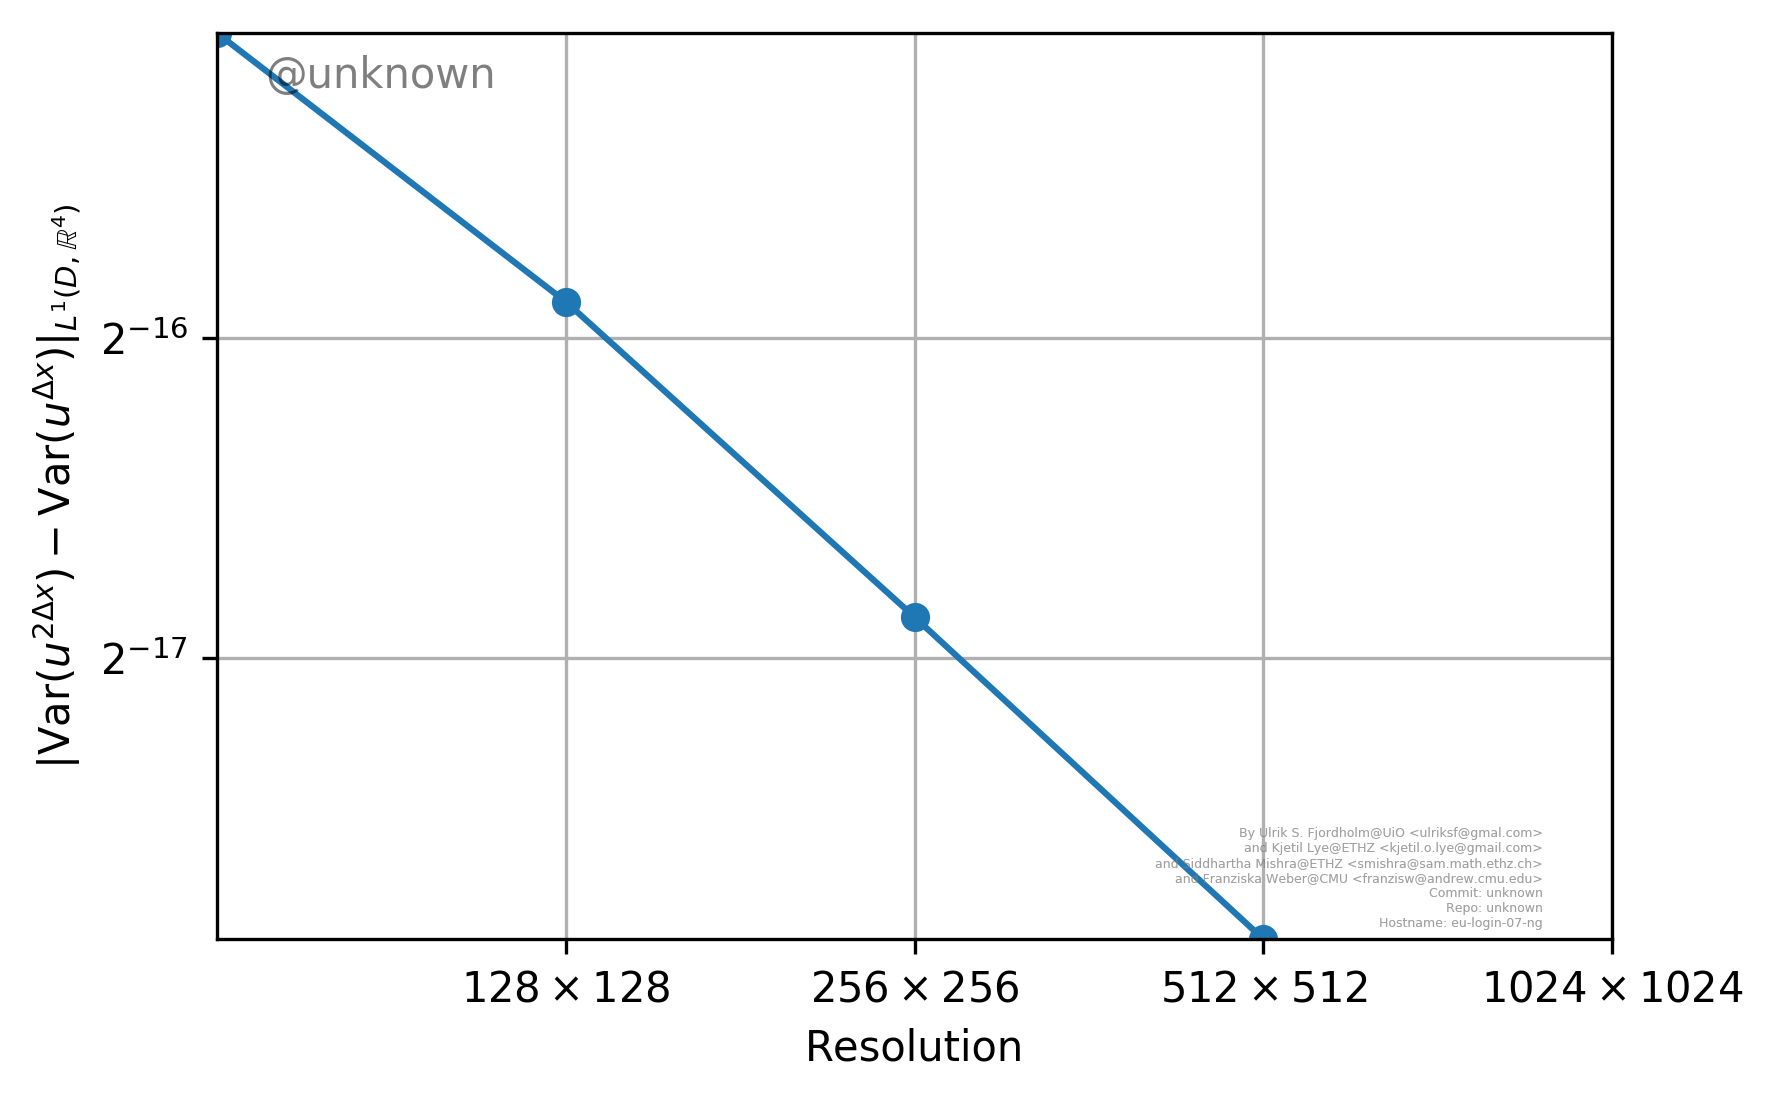 @unknown
|Var(u^{2Δx}) − Var(u^{Δx})|_{L^1(D, ℝ^4)}
2^{−16}
2^{−17}
By Ulrik S. Fjordholm@UiO <ulriksf@gmal.com>
and Kjetil Lye@ETHZ <kjetil.o.lye@gmail.com>
and Siddhartha Mishra@ETHZ <smishra@sam.math.ethz.ch>
and Franziska Weber@CMU <franzisw@andrew.cmu.edu>
Commit: unknown
Repo: unknown
Hostname: eu-login-07-ng
128 × 128 256 × 256 512 × 512 1024 × 1024
Resolution